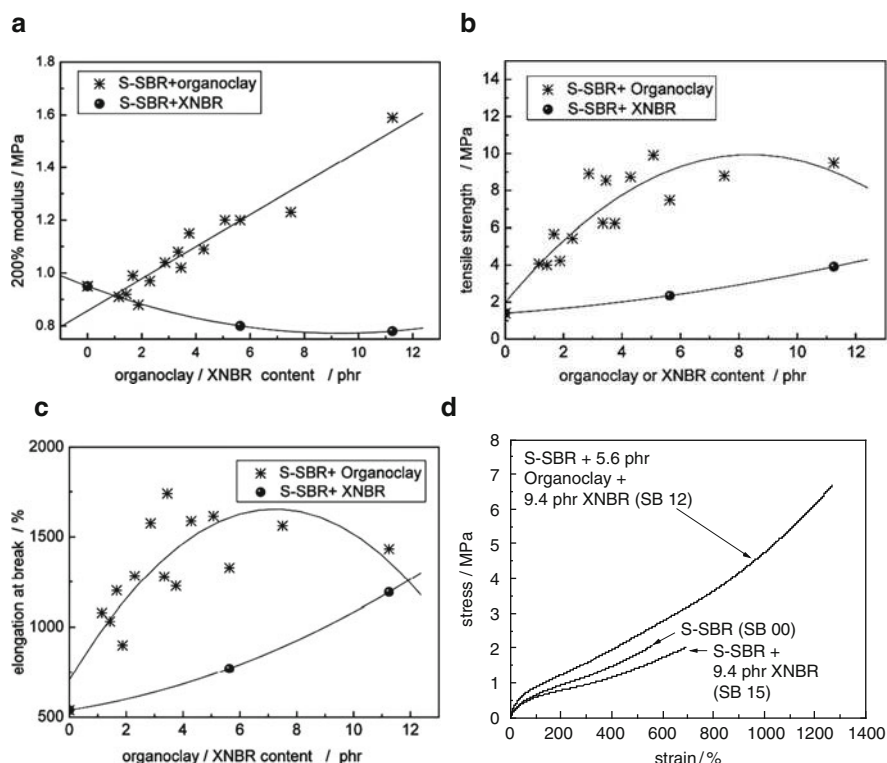 a
S-SBR+organoclay
S-SBR+XNBR
200% modulus / MPa
1.8
1.6
1.4
1.2
1.0
0.8
0 2 4 6 8 10 12
organoclay / XNBR content / phr
b
S-SBR+ Organoclay
S-SBR+ XNBR
tensile strength / MPa
14
12
10
8
6
4
2
0
0 2 4 6 8 10 12
organoclay or XNBR content / phr
c
S-SBR+ Organoclay
S-SBR+ XNBR
elongation at break / %
2000
1500
1000
500
0 2 4 6 8 10 12
organoclay / XNBR content / phr
d
S-SBR + 5.6 phr
Organoclay +
9.4 phr XNBR (SB 12)
S-SBR (SB 00)
S-SBR +
9.4 phr XNBR
(SB 15)
stress / MPa
8
7
6
5
4
3
2
1
0
0 200 400 600 800 1000 1200 1400
strain / %